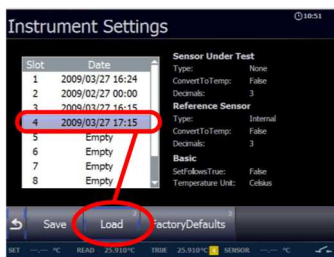 10:51
Instrument Settings
Slot Date
1 2009/03/27 16:24
2 2009/02/27 00:00
3 2009/03/27 16:15
4 2009/03/27 17:15
5 Empty
6 Empty
7 Empty
8 Empty
Sensor Under Test
Type: None
ConvertToTemp: False
Decimals: 3
Reference Sensor
Type: Internal
ConvertToTemp: False
Decimals: 3
Basic
SetFollowsTrue: False
Temperature Unit: Celsius
Save
Load 2
FactoryDefaults 3
SET ---.-- °C READ 25.910°C TRUE 25.910°C 4 SENSOR ---.-- °C